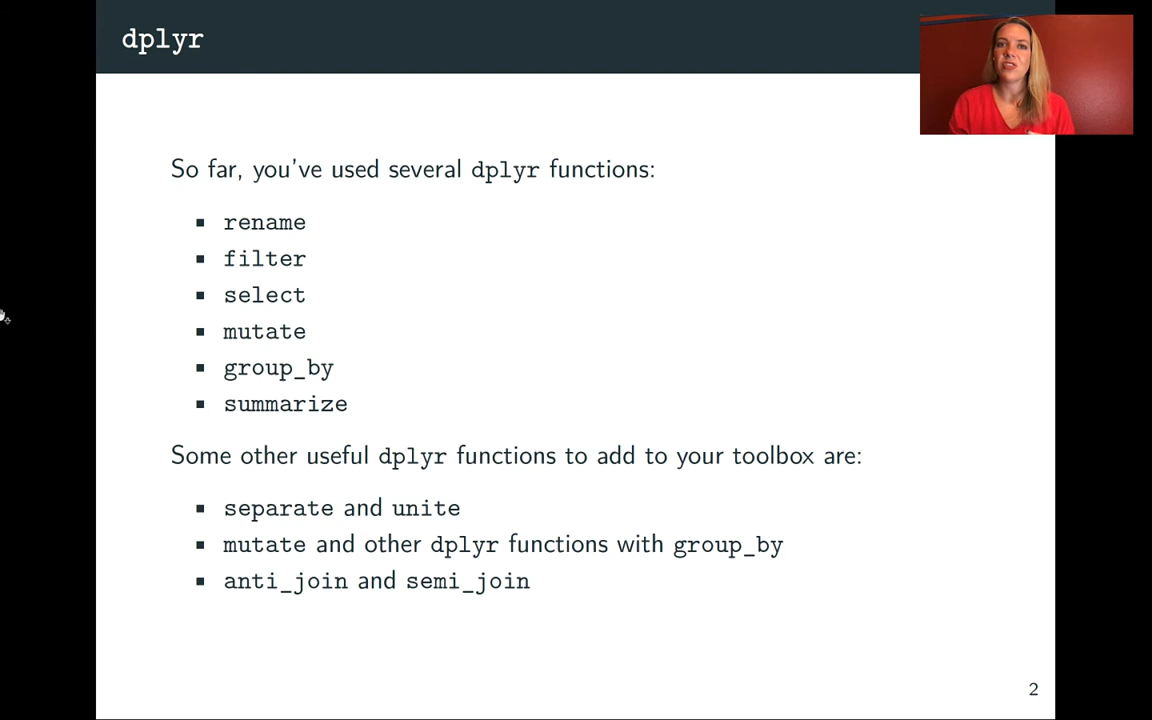 dplyr
So far, you've used several dplyr functions:
rename
filter
select
mutate
group_by
summarize
Some other useful dplyr functions to add to your toolbox are:
separate and unite
mutate and other dplyr functions with group_by
anti_join and semi_join
2